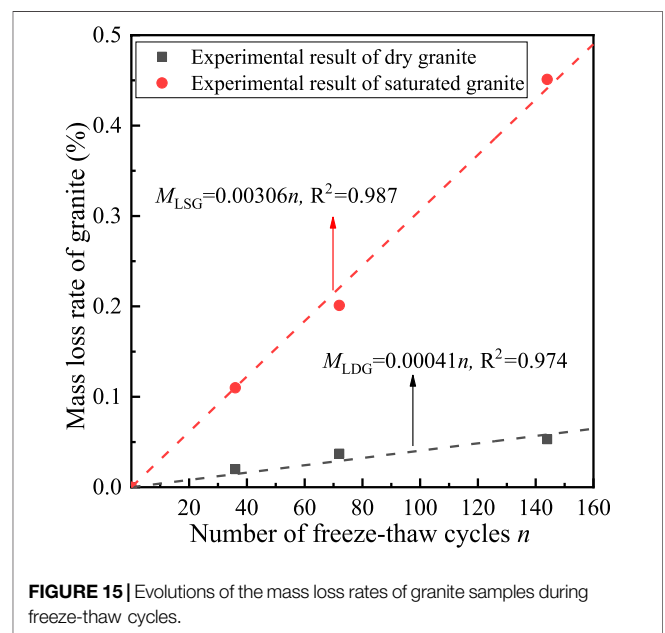 0.5
Experimental result of dry granite
Experimental result of saturated granite
0.4
M_LSG=0.00306n, R²=0.987
0.3
Mass loss rate of granite (%)
0.2
M_LDG=0.00041n, R²=0.974
0.1
0.0
20 40 60 80 100 120 140 160
Number of freeze-thaw cycles n
FIGURE 15 | Evolutions of the mass loss rates of granite samples during
freeze-thaw cycles.